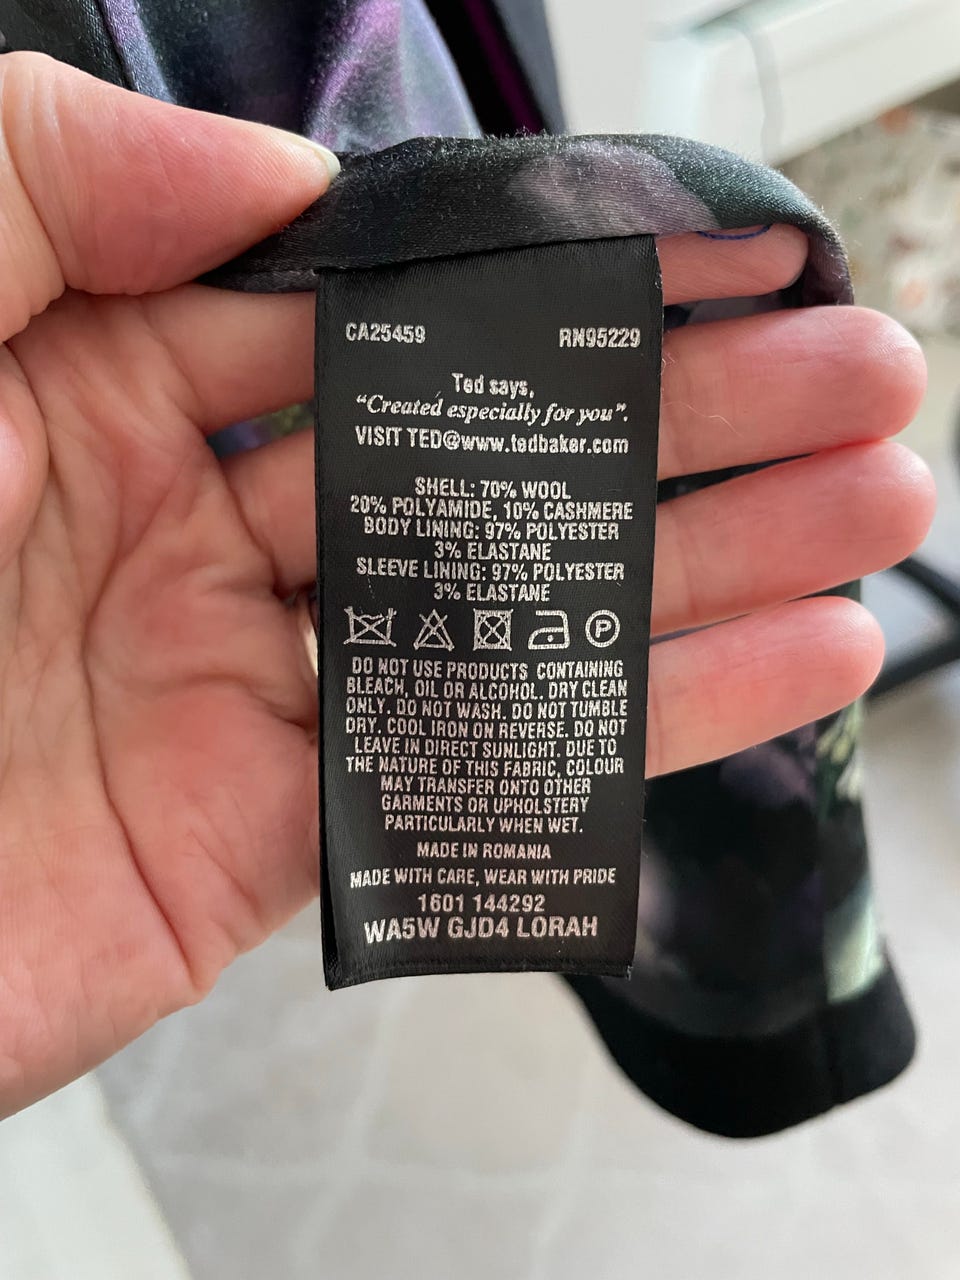 CA25459 RN95229
Ted says,
“Created especially for you”.
VISIT TED@www.tedbaker.com
SHELL: 70% WOOL
20% POLYAMIDE, 10% CASHMERE
BODY LINING: 97% POLYESTER
3% ELASTANE
SLEEVE LINING: 97% POLYESTER
3% ELASTANE
P
DO NOT USE PRODUCTS CONTAINING
BLEACH, OIL OR ALCOHOL. DRY CLEAN
ONLY. DO NOT WASH. DO NOT TUMBLE
DRY. COOL IRON ON REVERSE. DO NOT
LEAVE IN DIRECT SUNLIGHT. DUE TO
THE NATURE OF THIS FABRIC, COLOUR
MAY TRANSFER ONTO OTHER
GARMENTS OR UPHOLSTERY
PARTICULARLY WHEN WET.
MADE IN ROMANIA
MADE WITH CARE, WEAR WITH PRIDE
1601 144292
WA5W GJD4 LORAH